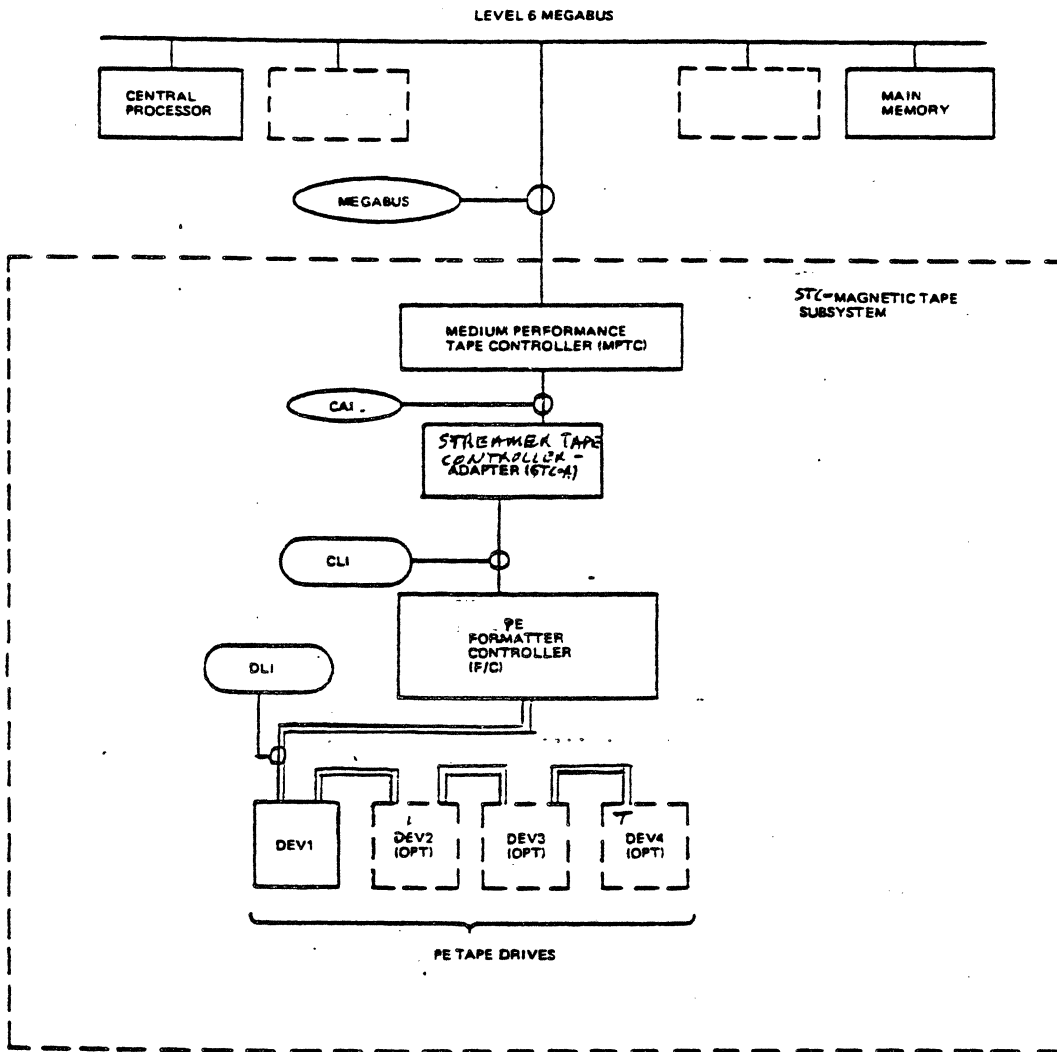 LEVEL 6 MEGABUS
CENTRAL
PROCESSOR
MAIN
MEMORY
MEGABUS
STC-MAGNETIC TAPE
SUBSYSTEM
MEDIUM PERFORMANCE
TAPE CONTROLLER (MPTC)
CAI
STREAMER TAPE
CONTROLLER-
ADAPTER (STC-A)
CLI
PE
FORMATTER
CONTROLLER
(F/C)
DLI
DEV1
DEV2
(OPT)
DEV3
(OPT)
DEV4
(OPT)
PE TAPE DRIVES